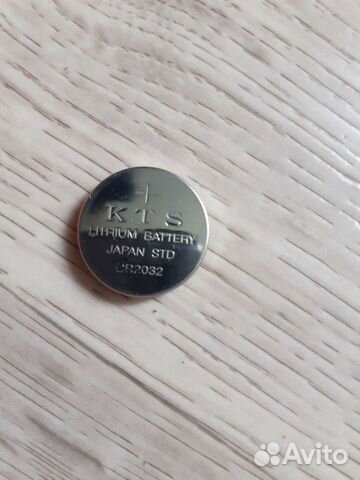 +
KTS
LITHIUM BATTERY
JAPAN STD
CR2032
Avito